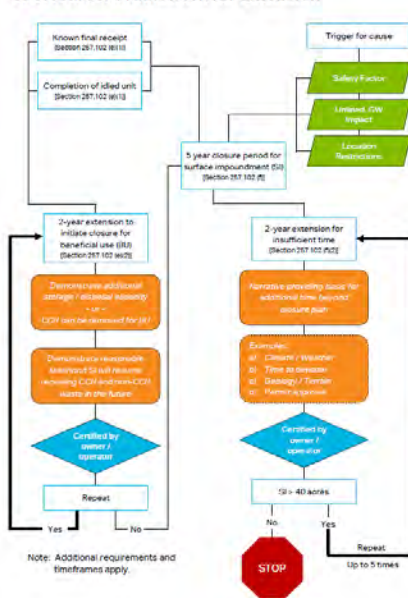 Known final receipt
[Section 257.102 (e)(1)]
Completion of idled unit
[Section 257.102 (e)(1)]
Trigger for cause
Safety Factor
Unlined, GW
Impact
Location
Restrictions
5 year closure period for
surface impoundment (SI)
[Section 257.102 (f)]
2-year extension to
initiate closure for
beneficial use (BU)
[Section 257.102 (e)(2)]
2-year extension for
insufficient time
[Section 257.102 (f)(2)]
Demonstrate additional
storage / disposal capacity
- or -
CCR can be removed for BU
Narrative providing basis for
additional time beyond
closure plan
Demonstrate reasonable
likelihood SI will resume
receiving CCR and non-CCR
waste in the future
Examples:
a) Climate / Weather
b) Time to dewater
c) Geology / Terrain
Permit Approval
Certified by
owner /
operator
Certified by
owner /
operator
Repeat
SI > 40 acres
Yes
No
No
Yes
Note: Additional requirements and
timeframes apply.
STOP
Repeat
Up to 5 times